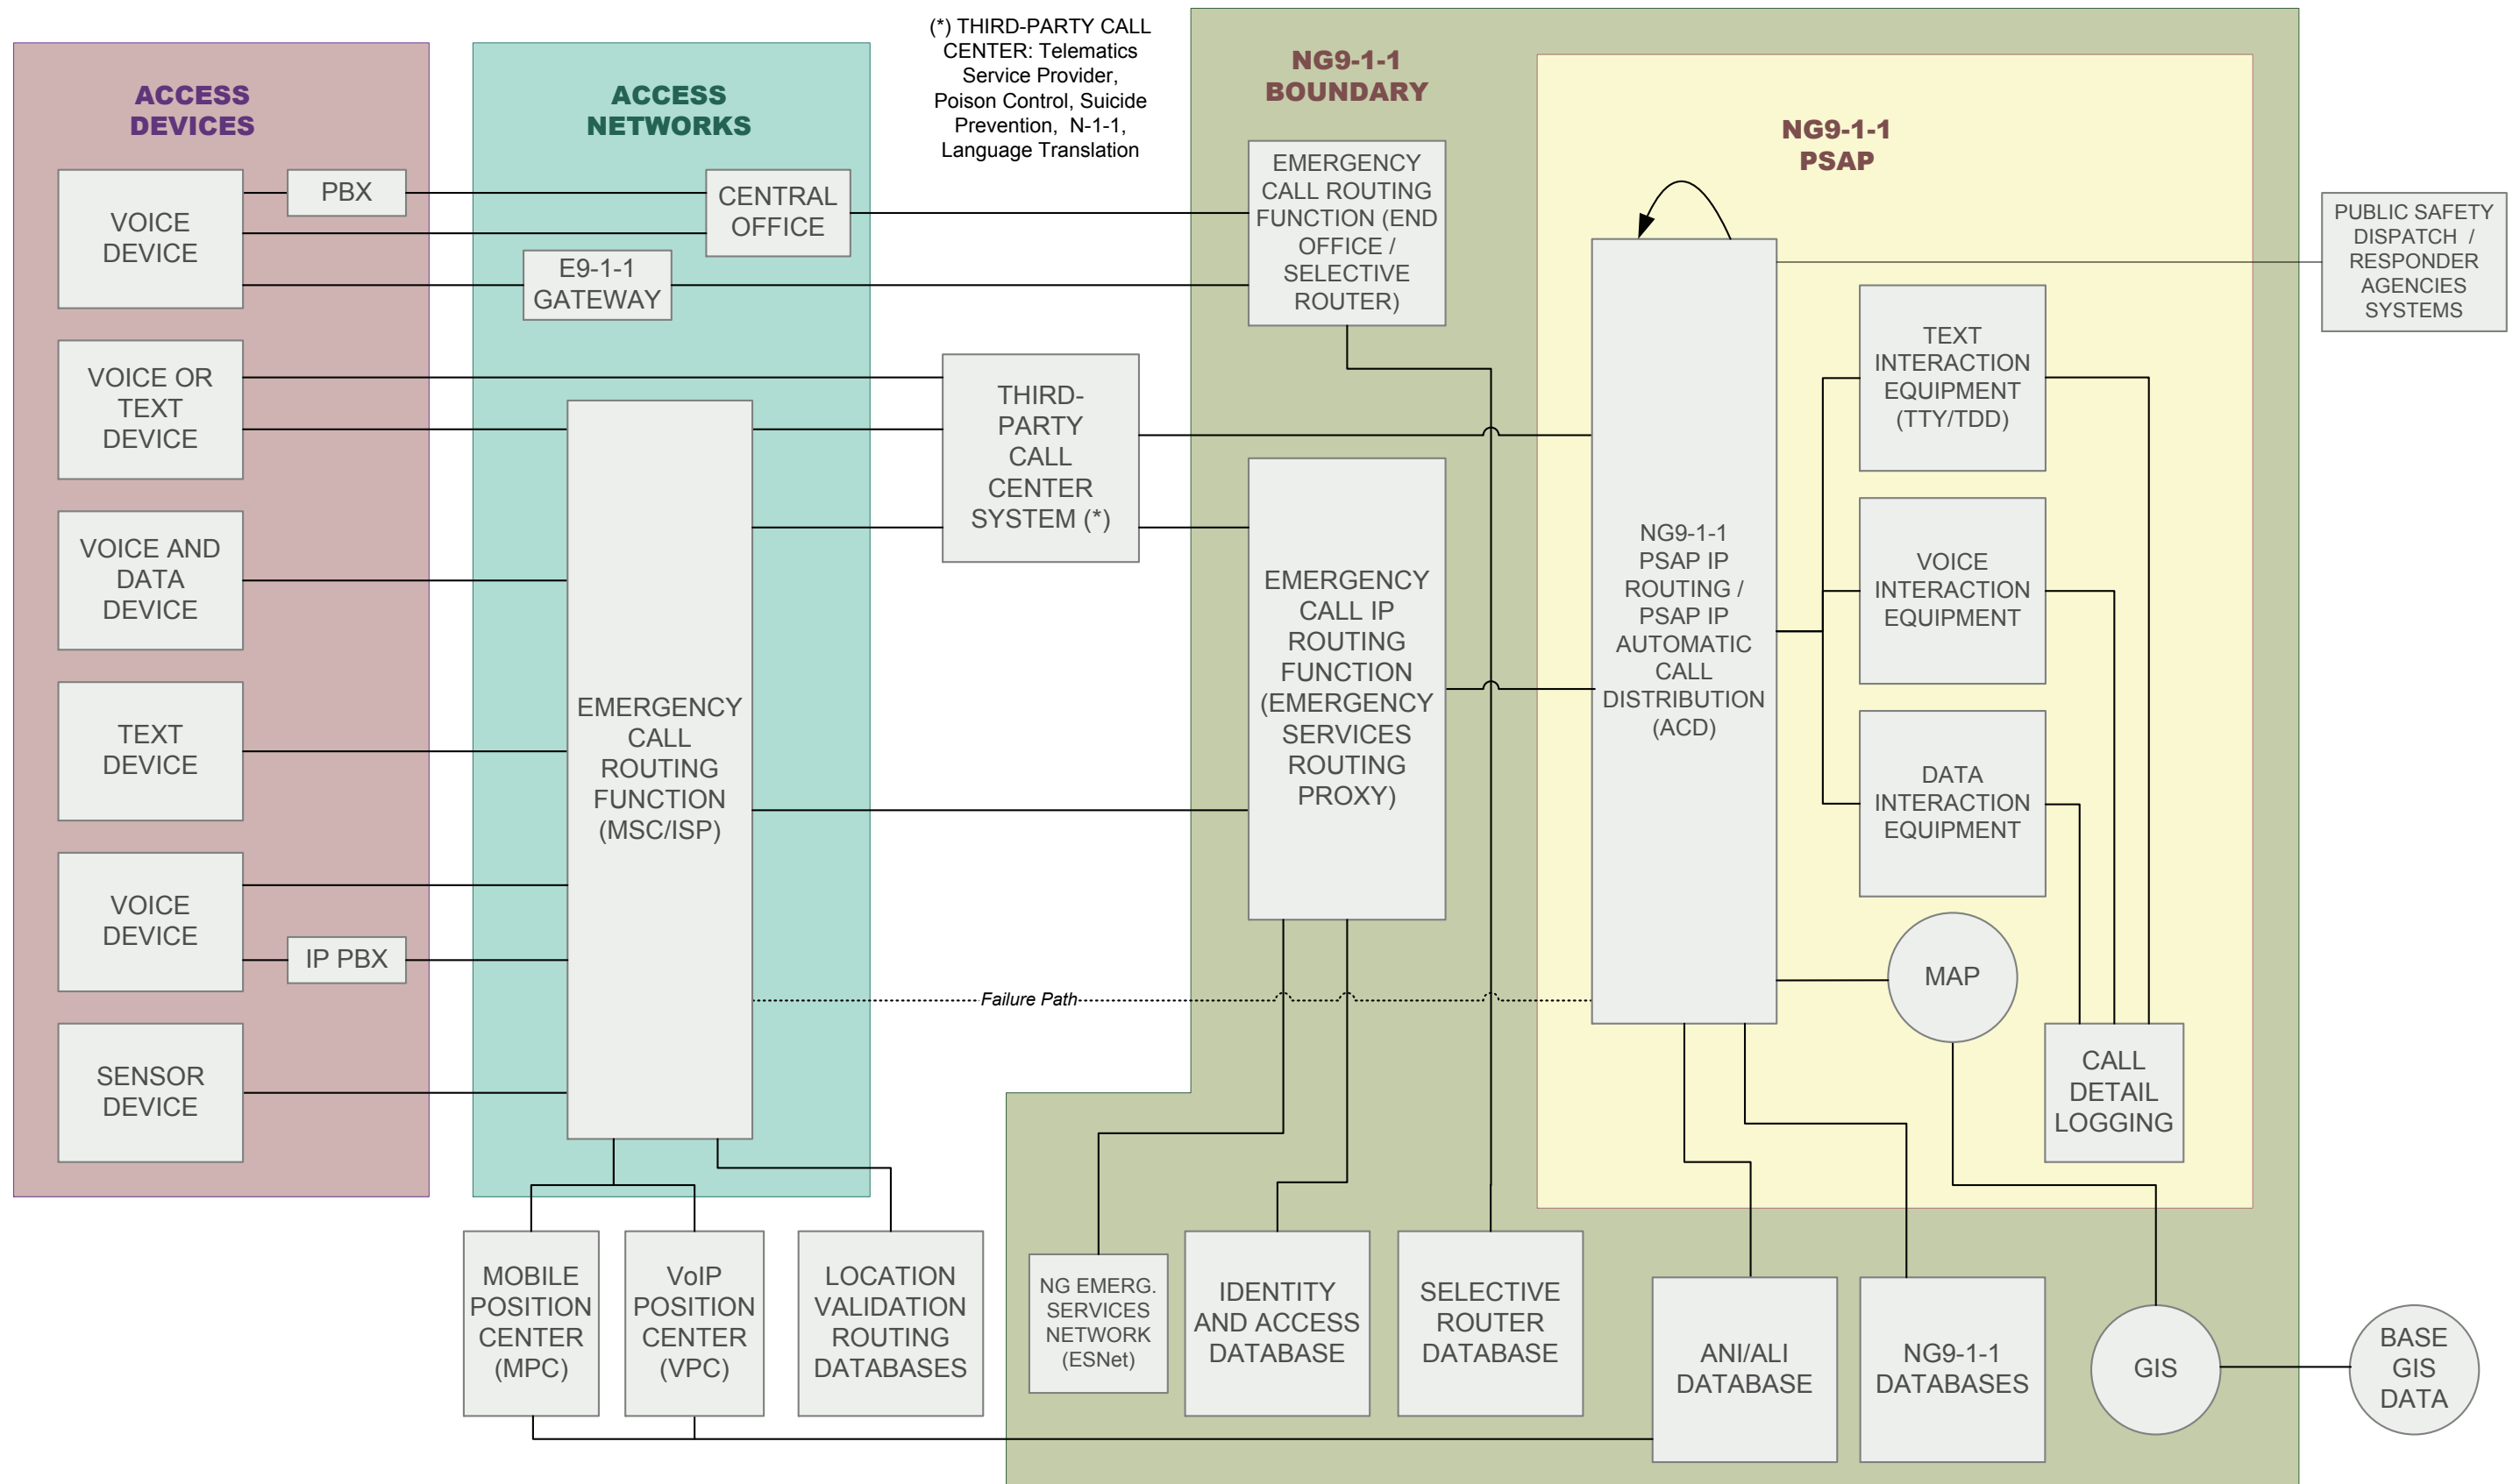 (*) THIRD-PARTY CALL
CENTER: Telematics
Service Provider,
Poison Control, Suicide
Prevention, N-1-1,
Language Translation
ACCESS
DEVICES
VOICE
DEVICE
PBX
VOICE OR
TEXT
DEVICE
VOICE AND
DATA
DEVICE
TEXT
DEVICE
VOICE
DEVICE
IP PBX
SENSOR
DEVICE
ACCESS
NETWORKS
CENTRAL
OFFICE
E9-1-1
GATEWAY
EMERGENCY
CALL
ROUTING
FUNCTION
(MSC/ISP)
THIRD-
PARTY
CALL
CENTER
SYSTEM (*)
Failure Path
NG9-1-1
BOUNDARY
EMERGENCY
CALL ROUTING
FUNCTION (END
OFFICE /
SELECTIVE
ROUTER)
EMERGENCY
CALL IP
ROUTING
FUNCTION
(EMERGENCY
SERVICES
ROUTING
PROXY)
NG9-1-1
PSAP
NG9-1-1
PSAP IP
ROUTING /
PSAP IP
AUTOMATIC
CALL
DISTRIBUTION
(ACD)
TEXT
INTERACTION
EQUIPMENT
(TTY/TDD)
VOICE
INTERACTION
EQUIPMENT
DATA
INTERACTION
EQUIPMENT
MAP
CALL
DETAIL
LOGGING
PUBLIC SAFETY
DISPATCH /
RESPONDER
AGENCIES
SYSTEMS
MOBILE
POSITION
CENTER
(MPC)
VoIP
POSITION
CENTER
(VPC)
LOCATION
VALIDATION
ROUTING
DATABASES
NG EMERG.
SERVICES
NETWORK
(ESNet)
IDENTITY
AND ACCESS
DATABASE
SELECTIVE
ROUTER
DATABASE
ANI/ALI
DATABASE
NG9-1-1
DATABASES
GIS
BASE
GIS
DATA